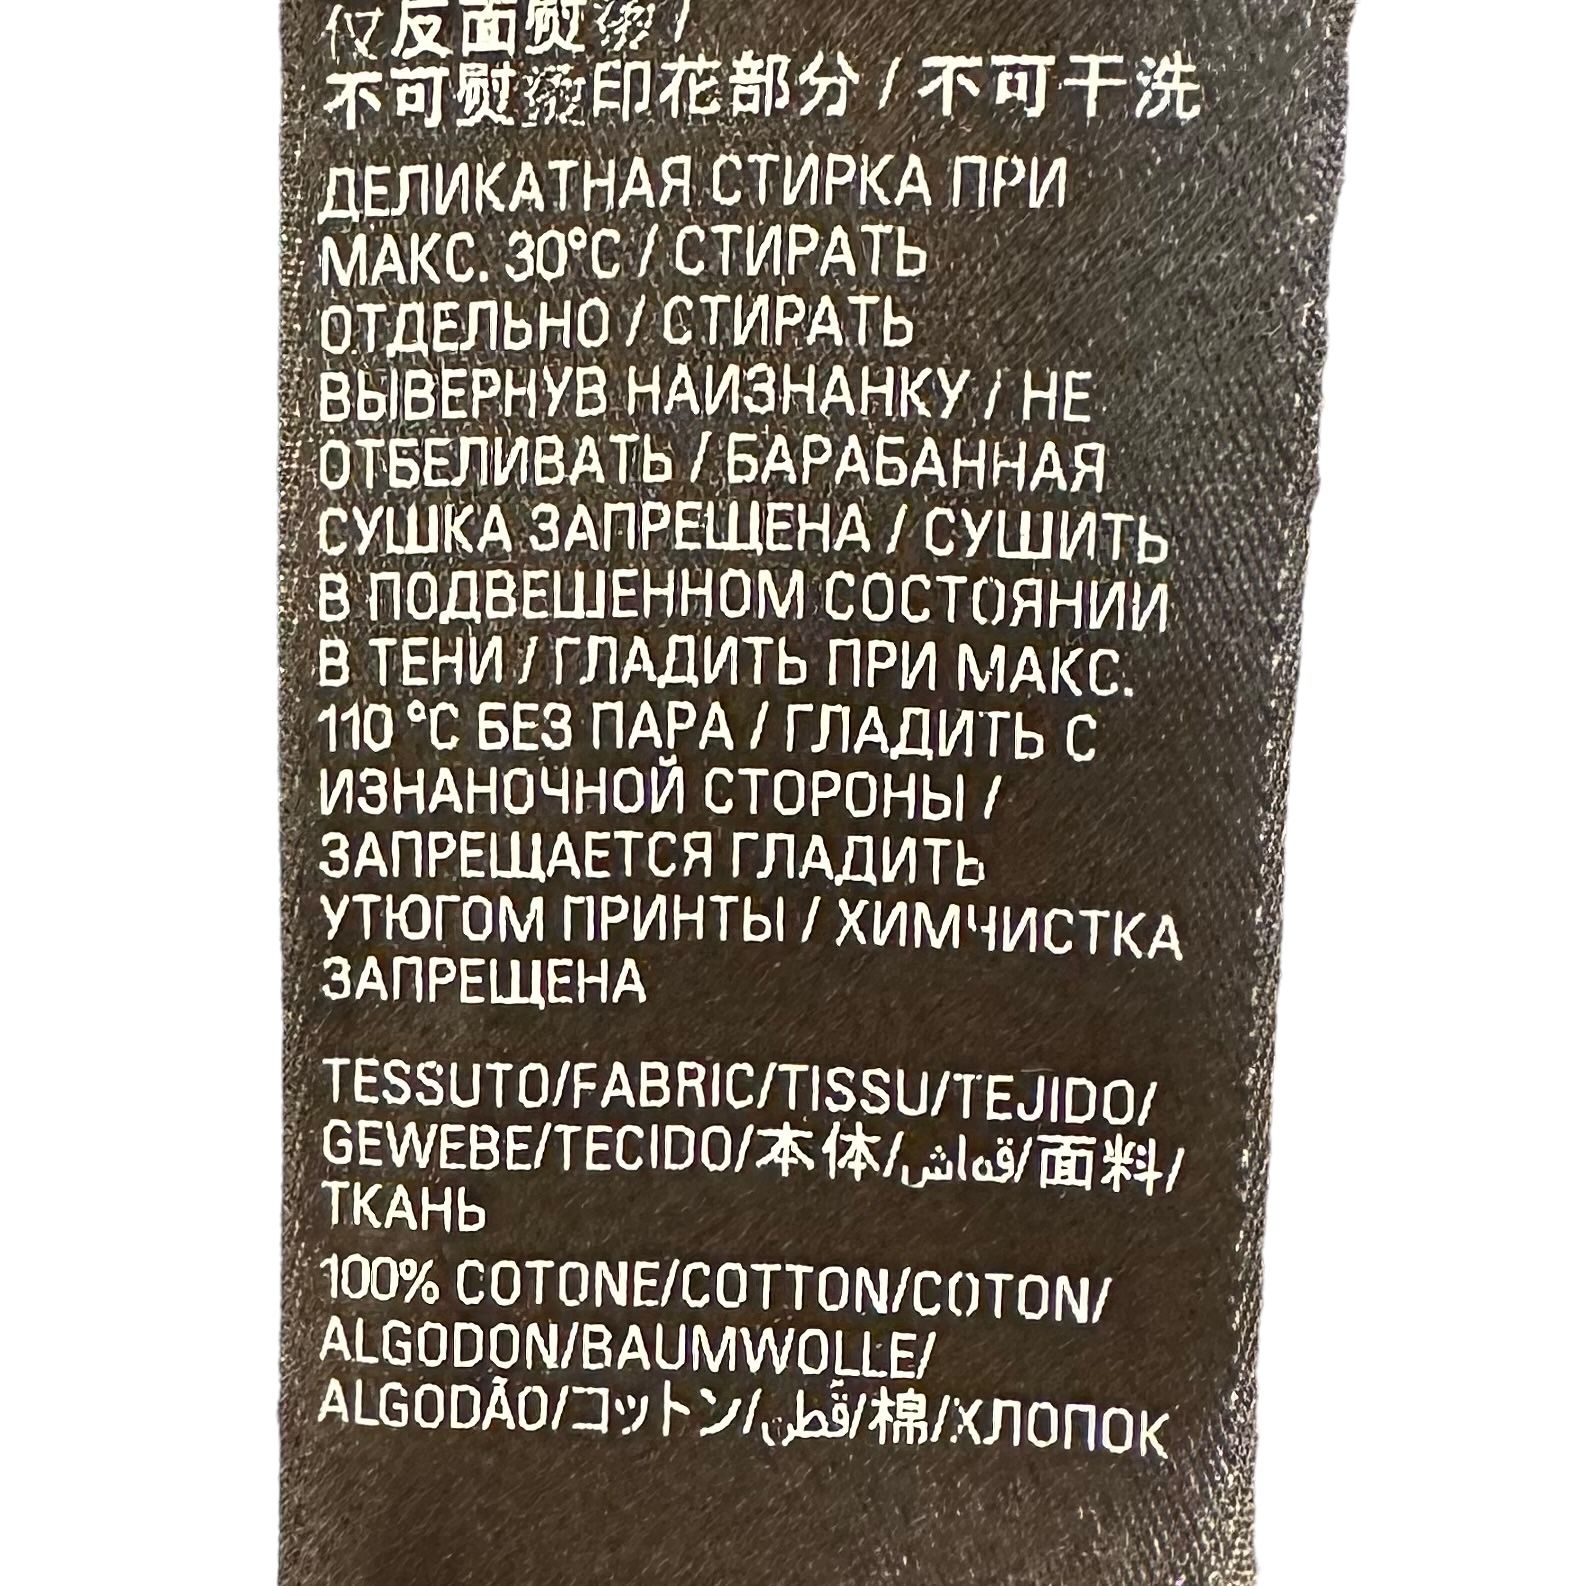 仅反面熨烫 /
不可熨烫印花部分 / 不可干洗
ДЕЛИКАТНАЯ СТИРКА ПРИ
МАКС. 30°C / СТИРАТЬ
ОТДЕЛЬНО / СТИРАТЬ
ВЫВЕРНУВ НАИЗНАНКУ / НЕ
ОТБЕЛИВАТЬ / БАРАБАННАЯ
СУШКА ЗАПРЕЩЕНА / СУШИТЬ
В ПОДВЕШЕННОМ СОСТОЯНИИ
В ТЕНИ / ГЛАДИТЬ ПРИ МАКС.
110 °C БЕЗ ПАРА / ГЛАДИТЬ С
ИЗНАНОЧНОЙ СТОРОНЫ /
ЗАПРЕЩАЕТСЯ ГЛАДИТЬ
УТЮГОМ ПРИНТЫ / ХИМЧИСТКА
ЗАПРЕЩЕНА
TESSUTO/FABRIC/TISSU/TEJIDO/
GEWEBE/TECIDO/本体/قماش/面料/
ТКАНЬ
100% COTONE/COTTON/COTON/
ALGODON/BAUMWOLLE/
ALGODÃO/コットン/قطن/棉/ХЛОПОК